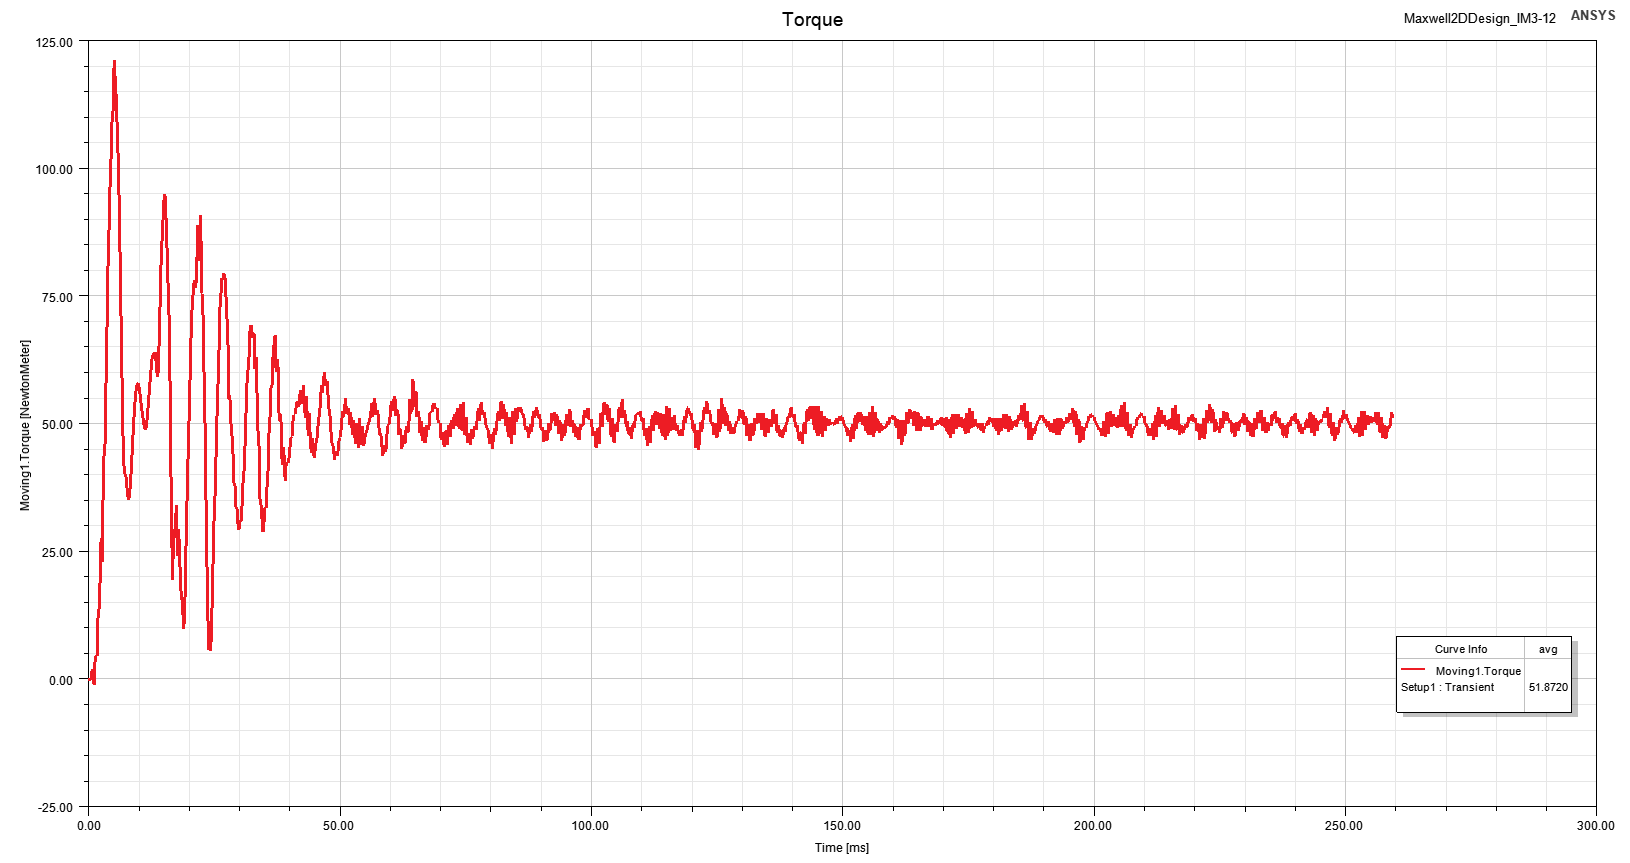 Torque
Maxwell2DDesign_IM3-12
ANSYS
125.00
100.00
75.00
50.00
25.00
0.00
-25.00
Moving1.Torque [NewtonMeter]
0.00
50.00
100.00
150.00
200.00
250.00
300.00
Time [ms]
Curve Info avg
Moving1.Torque
Setup1 : Transient 51.8720